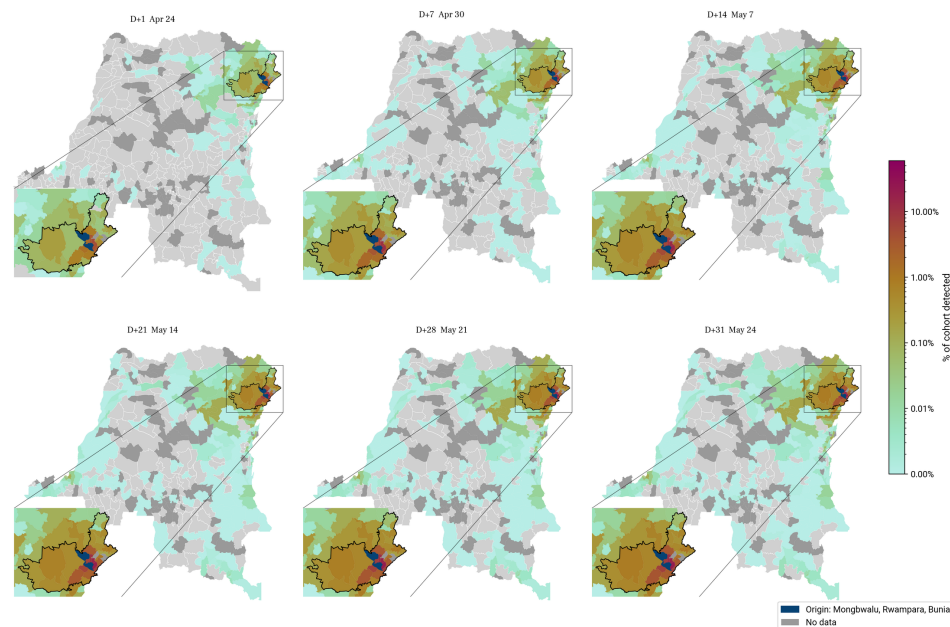 D+1 Apr 24
D+7 Apr 30
D+14 May 7
D+21 May 14
D+28 May 21
D+31 May 24
10.00%
1.00%
0.10%
0.01%
0.00%
% of cohort detected
Origin: Mongbwalu, Rwampara, Bunia
No data